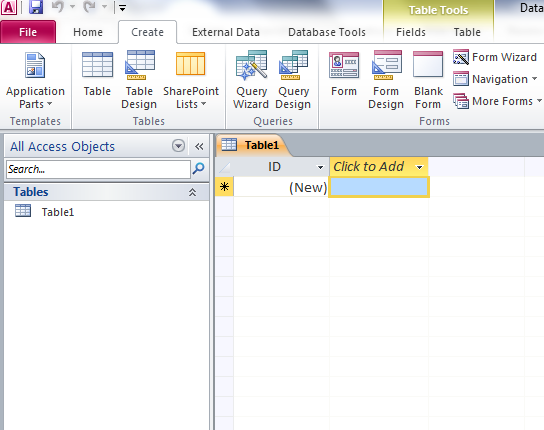 Table Tools Data
File Home Create External Data Database Tools Fields Table
Application Parts Table Table Design SharePoint Lists Query Wizard Query Design Form Form Design Blank Form Form Wizard
Navigation
More Forms
Templates Tables Queries Forms
All Access Objects
Search...
Tables
Table1
Table1
ID Click to Add
(New)